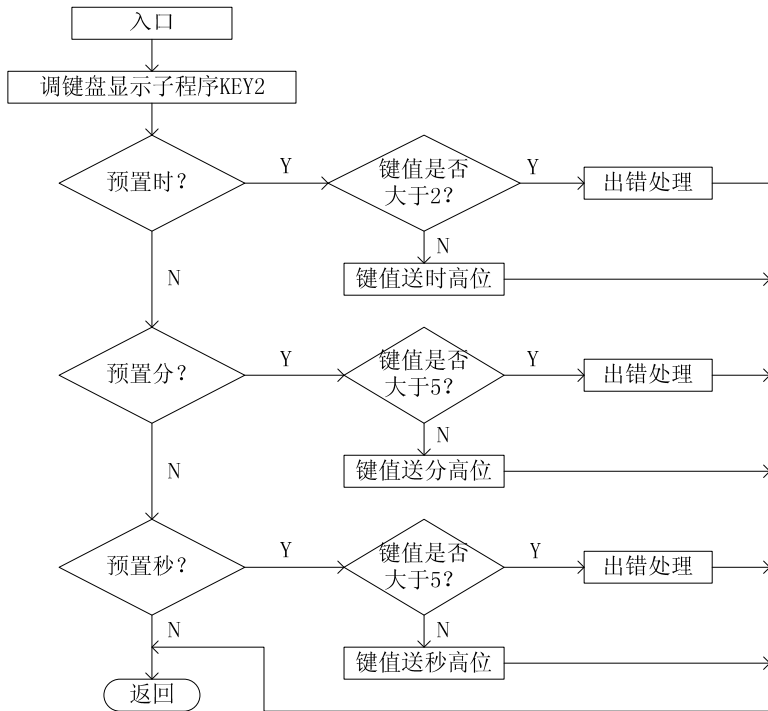 入口
调键盘显示子程序KEY2
预置时?
Y
键值是否
大于2?
Y
出错处理
N
键值送时高位
N
预置分?
Y
键值是否
大于5?
Y
出错处理
N
键值送分高位
N
预置秒?
Y
键值是否
大于5?
Y
出错处理
N
键值送秒高位
N
返回